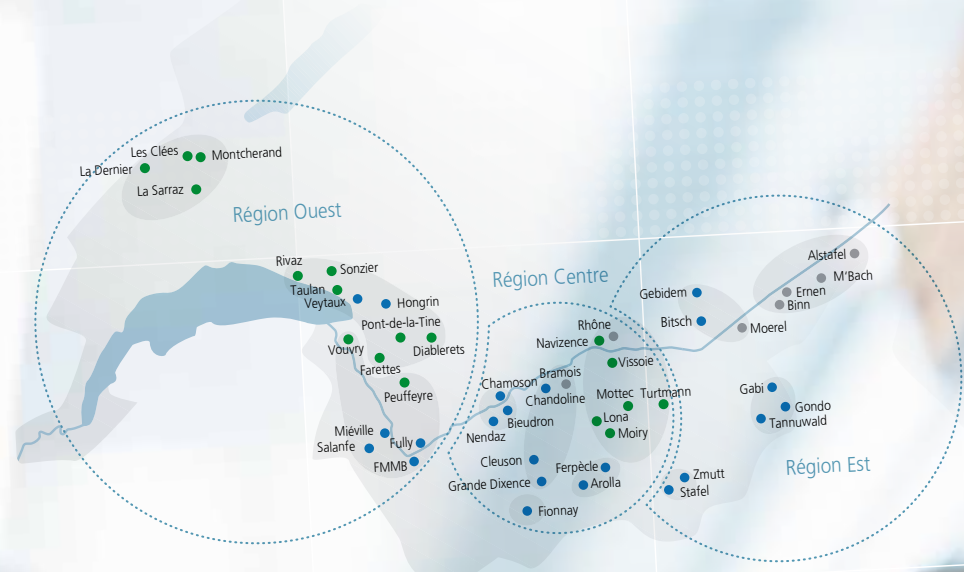 Les Clées
Montcherand
La Dernier
La Sarraz
Région Ouest
Rivaz
Sonzier
Taulan
Veytaux
Hongrin
Pont-de-la-Tine
Vouvry
Diablerets
Farettes
Peuffeyre
Miéville
Salanfe
Fully
FMMB
Région Centre
Rhône
Navizence
Vissoie
Bramois
Chamoson
Chandoline
Mottec
Turtmann
Bieudron
Lona
Nendaz
Moiry
Cleuson
Ferpècle
Grande Dixence
Arolla
Fionnay
Alstafel
M'Bach
Gebidem
Ernen
Binn
Bitsch
Moerel
Gabi
Gondo
Tannuwald
Région Est
Zmutt
Stafel